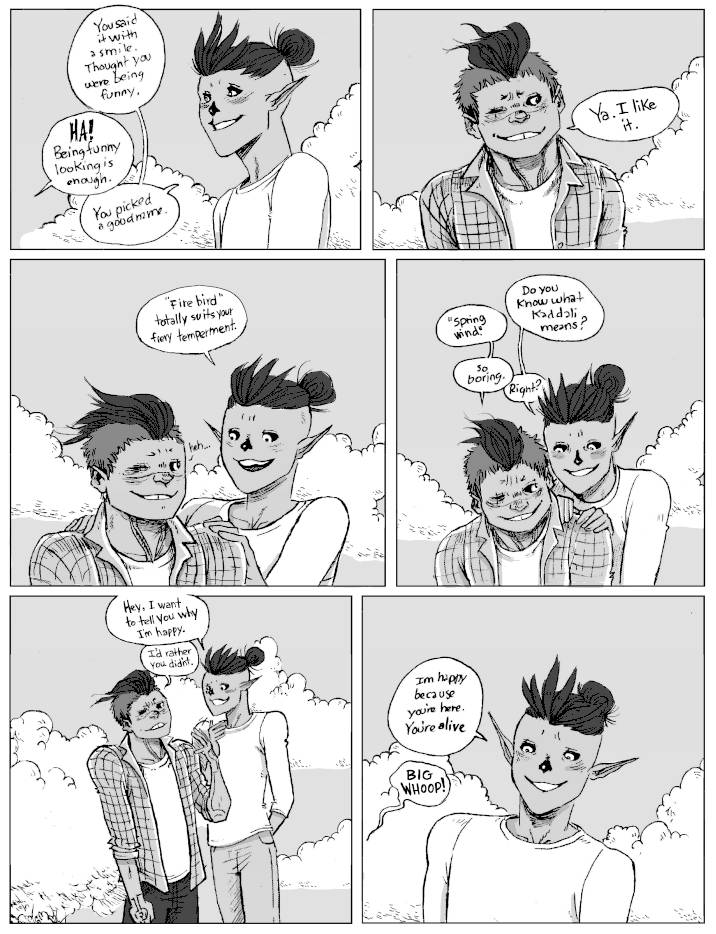 You said
it with
a smile.
Thought you
were being
funny.
HA!
Being funny
looking is
enough.
You picked
a good name.
Ya. I like
it.
"Fire bird"
totally suits your
fiery temperment.
heh...
Do you
know what
Kaddali
means?
"Spring
wind."
So
boring.
Right?
Hey, I want
to tell you why
I'm happy.
I'd rather
you didn't.
Im happy
because
you're here.
You're alive
BIG
WHOOP!